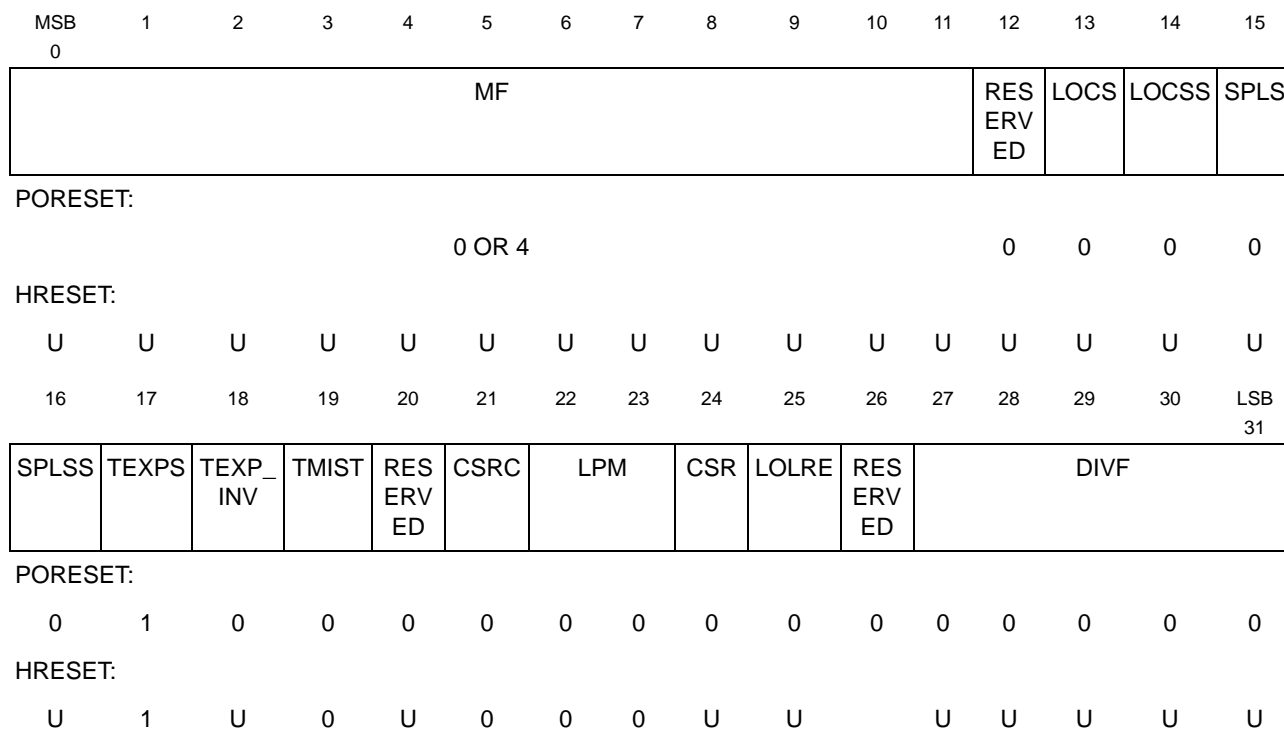 MSB 1 2 3 4 5 6 7 8 9 10 11 12 13 14 15
0
MF RES LOCS LOCSS SPLS
ERV
ED
PORESET:
0 OR 4 0 0 0 0
HRESET:
U U U U U U U U U U U U U U U U
16 17 18 19 20 21 22 23 24 25 26 27 28 29 30 LSB
31
SPLSS TEXPS TEXP_ TMIST RES CSRC LPM CSR LOLRE RES DIVF
INV ERV ERV
ED ED
PORESET:
0 1 0 0 0 0 0 0 0 0 0 0 0 0 0 0
HRESET:
U 1 U 0 U 0 0 0 U U U U U U U